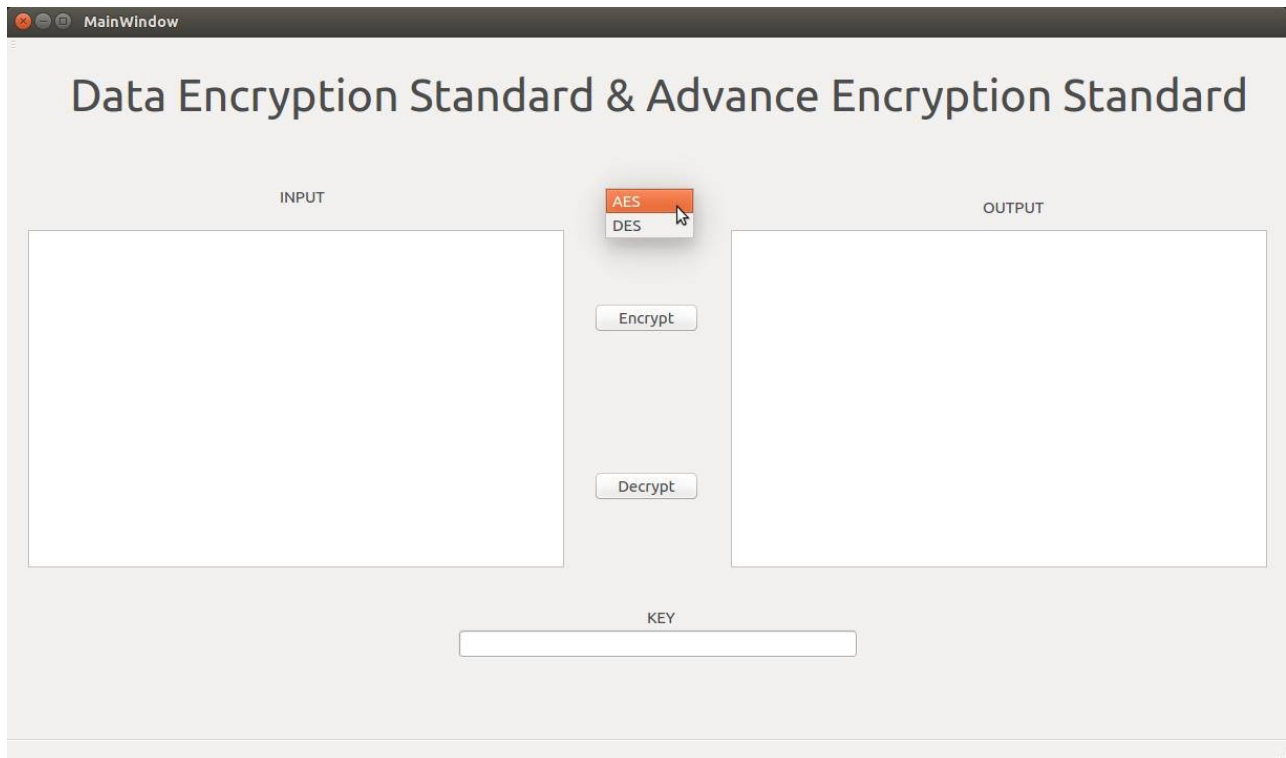 MainWindow
Data Encryption Standard & Advance Encryption Standard
INPUT
AES
DES
OUTPUT
Encrypt
Decrypt
KEY